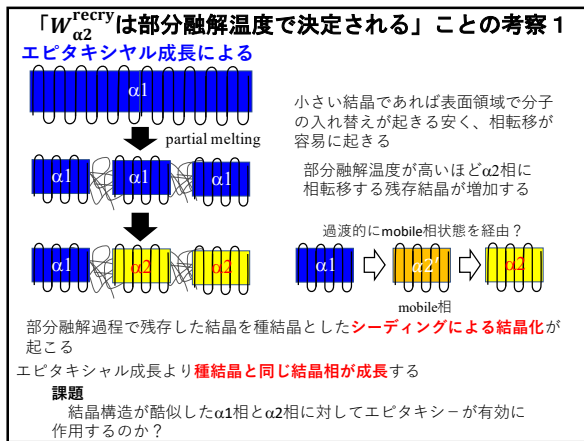 「W_{α2}^{recry}は部分融解温度で決定される」ことの考察１
エピタキシヤル成長による
α1
partial melting
小さい結晶であれば表面領域で分子
の入れ替えが起きる安く、相転移が
容易に起きる
α1 α1 α1
部分融解温度が高いほどα2相に
相転移する残存結晶が増加する
過渡的にmobile相状態を経由？
α1 α2 α2
α1 α2' α2
mobile相
部分融解過程で残存した結晶を種結晶としたシーディングによる結晶化が
起こる
エピタキシャル成長より種結晶と同じ結晶相が成長する
課題
結晶構造が酷似したα1相とα2相に対してエピタキシ－が有効に
作用するのか？